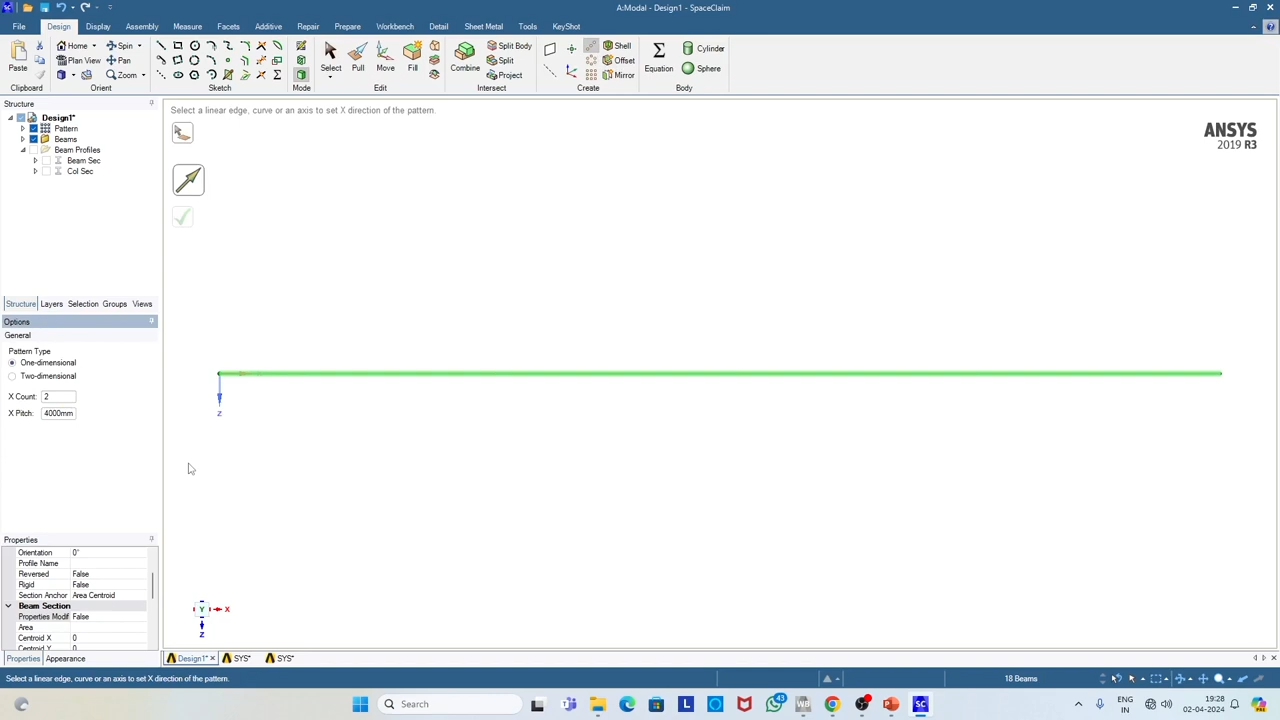 A:Modal - Design1 - SpaceClaim
File Design Display Assembly Measure Facets Additive Repair Prepare Workbench Detail Sheet Metal Tools KeyShot
Home Spin Split Body Shell Cylinder
Plan View Pan Split Offset Sphere
Paste Zoom Select Pull Move Fill Combine Project Mirror Equation
Clipboard Orient Sketch Mode Edit Intersect Create Body
Structure
Select a linear edge, curve or an axis to set X direction of the pattern.
Design1*
Pattern
Beams
Beam Profiles
Beam Sec
Col Sec
ANSYS
2019 R3
Structure Layers Selection Groups Views
Options
General
Pattern Type
One-dimensional
Two-dimensional
X Count: 2
X Pitch: 4000mm
Z
Properties
Orientation 0°
Profile Name
Reversed False
Rigid False
Section Anchor Area Centroid
Beam Section
Properties Modif False
Area
Centroid X 0
Centroid Y 0
Y X
Z
Properties Appearance
Design1* SYS* SYS*
Select a linear edge, curve or an axis to set X direction of the pattern. 18 Beams
Search 43 WB SC
ENG
IN
19:28
02-04-2024